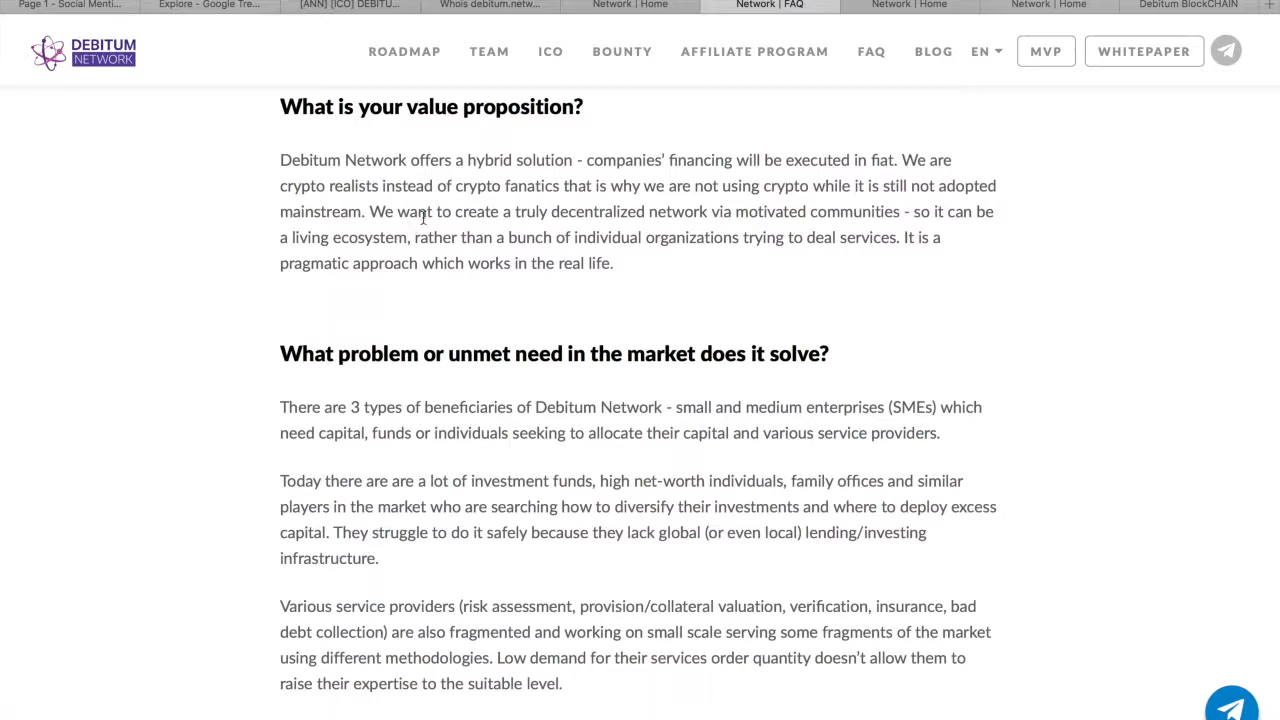 Page 1 - Social Menti...
Explore - Google Tre...
[ANN] [ICO] DEBITU...
Whois debitum.netw...
Network | Home
Network | FAQ
Network | Home
Network | Home
Debitum BlockCHAIN
DEBITUM
NETWORK
ROADMAP
TEAM
ICO
BOUNTY
AFFILIATE PROGRAM
FAQ
BLOG
EN
MVP
WHITEPAPER
What is your value proposition?
Debitum Network offers a hybrid solution - companies’ financing will be executed in fiat. We are
crypto realists instead of crypto fanatics that is why we are not using crypto while it is still not adopted
mainstream. We want to create a truly decentralized network via motivated communities - so it can be
a living ecosystem, rather than a bunch of individual organizations trying to deal services. It is a
pragmatic approach which works in the real life.
What problem or unmet need in the market does it solve?
There are 3 types of beneficiaries of Debitum Network - small and medium enterprises (SMEs) which
need capital, funds or individuals seeking to allocate their capital and various service providers.
Today there are are a lot of investment funds, high net-worth individuals, family offices and similar
players in the market who are searching how to diversify their investments and where to deploy excess
capital. They struggle to do it safely because they lack global (or even local) lending/investing
infrastructure.
Various service providers (risk assessment, provision/collateral valuation, verification, insurance, bad
debt collection) are also fragmented and working on small scale serving some fragments of the market
using different methodologies. Low demand for their services order quantity doesn’t allow them to
raise their expertise to the suitable level.